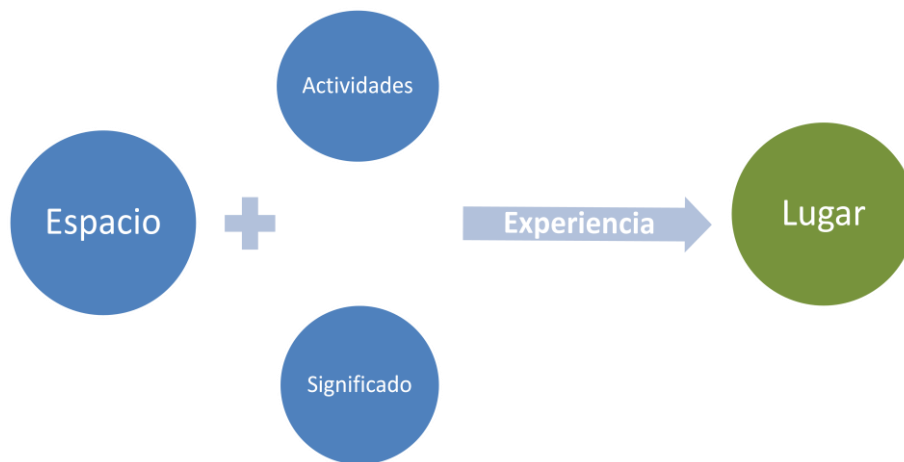 Actividades
Espacio
Experiencia
Lugar
Significado